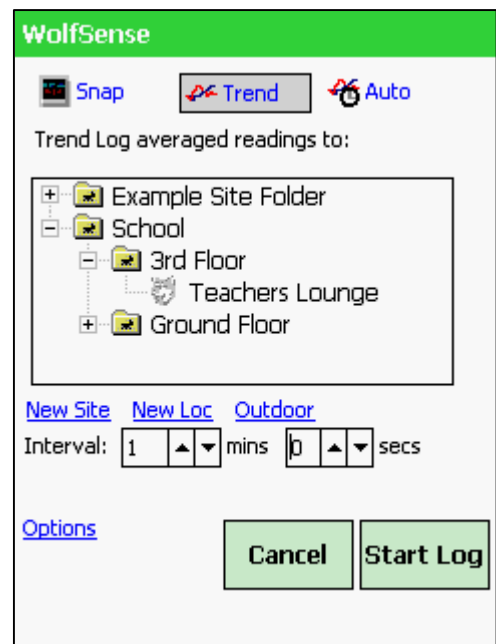 WolfSense
Snap Trend Auto
Trend Log averaged readings to:
Example Site Folder
School
3rd Floor
Teachers Lounge
Ground Floor
New Site New Loc Outdoor
Interval: 1 mins 0 secs
Options
Cancel Start Log